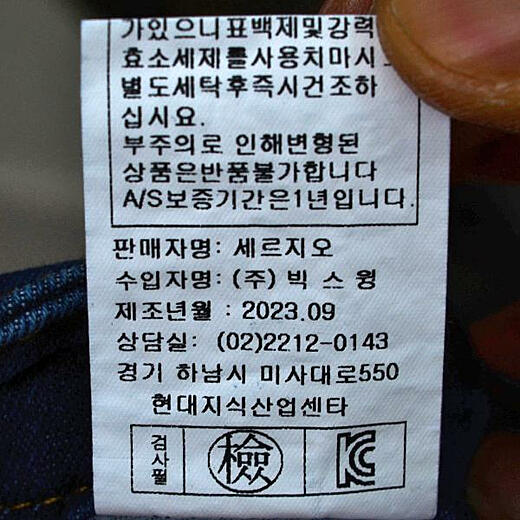 가있으니표백제및강력
효소세제를사용치마시
별도세탁후즉시건조하
십시요.
부주의로 인해변형된
상품은반품불가합니다
A/S보증기간은1년입니다.
판매자명: 세르지오
수입자명: (주) 빅 스 윙
제조년월 : 2023.09
상담실: (02)2212-0143
경기 하남시 미사대로550
현대지식산업센타
검사필 檢 KC